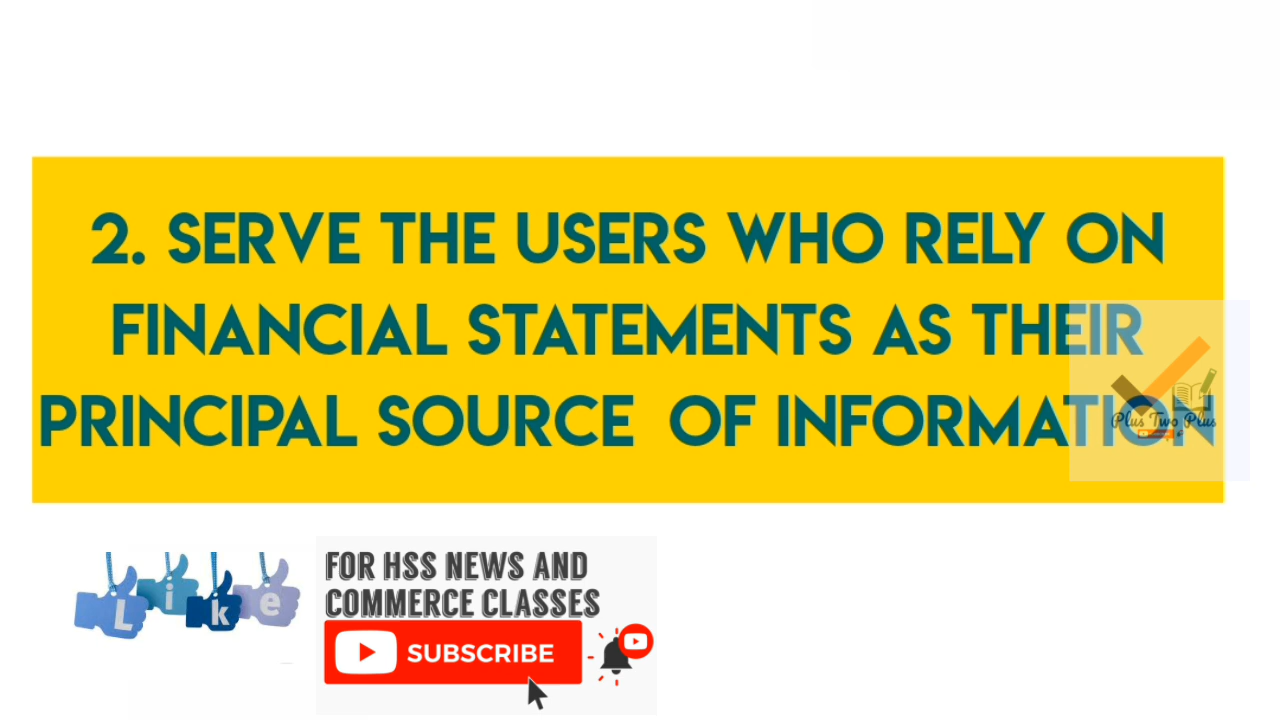 2. SERVE THE USERS WHO RELY ON
FINANCIAL STATEMENTS AS THEIR
PRINCIPAL SOURCE OF INFORMATION
Plus Two Plus
Like
FOR HSS NEWS AND
COMMERCE CLASSES
SUBSCRIBE